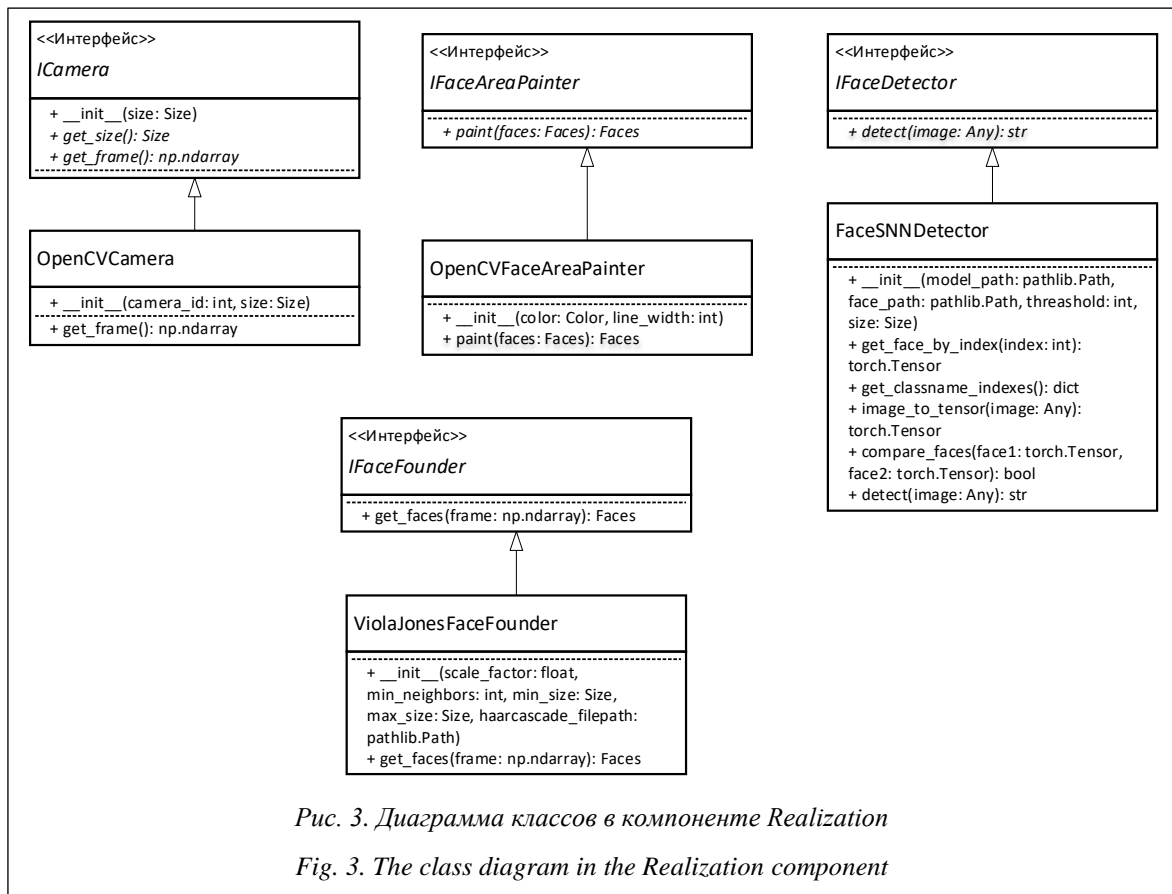 <<Интерфейс>>
ICamera
+ __init__(size: Size)
+ get_size(): Size
+ get_frame(): np.ndarray
OpenCVCamera
+ __init__(camera_id: int, size: Size)
+ get_frame(): np.ndarray
<<Интерфейс>>
IFaceAreaPainter
+ paint(faces: Faces): Faces
OpenCVFaceAreaPainter
+ __init__(color: Color, line_width: int)
+ paint(faces: Faces): Faces
<<Интерфейс>>
IFaceDetector
+ detect(image: Any): str
FaceSNNDetector
+ __init__(model_path: pathlib.Path,
face_path: pathlib.Path, threashold: int,
size: Size)
+ get_face_by_index(index: int):
torch.Tensor
+ get_classname_indexes(): dict
+ image_to_tensor(image: Any):
torch.Tensor
+ compare_faces(face1: torch.Tensor,
face2: torch.Tensor): bool
+ detect(image: Any): str
<<Интерфейс>>
IFaceFounder
+ get_faces(frame: np.ndarray): Faces
ViolaJonesFaceFounder
+ __init__(scale_factor: float,
min_neighbors: int, min_size: Size,
max_size: Size, haarcascade_filepath:
pathlib.Path)
+ get_faces(frame: np.ndarray): Faces
Рис. 3. Диаграмма классов в компоненте Realization
Fig. 3. The class diagram in the Realization component